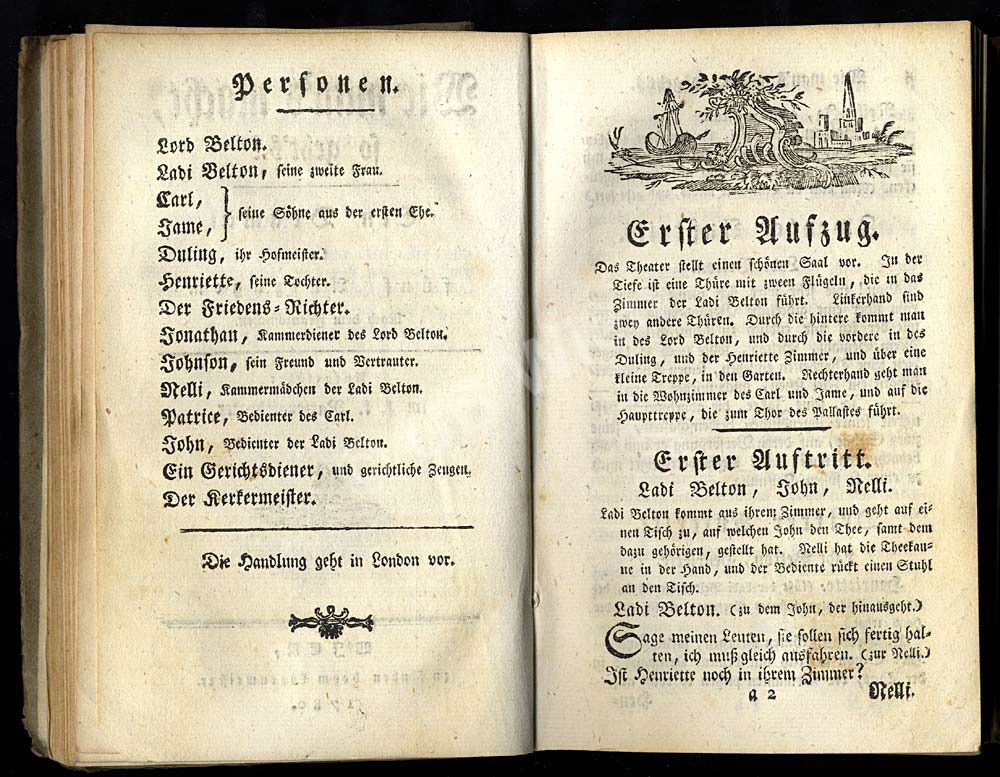 Personen.
Lord Belton.
Ladi Belton, seine zweite Frau.
Carl,
Jame, } seine Söhne aus der ersten Ehe.
Duling, ihr Hofmeister.
Henriette, seine Tochter.
Der Friedens-Richter.
Jonathan, Kammerdiener des Lord Belton.
Johnson, sein Freund und Vertrauter.
Nelli, Kammermädchen der Ladi Belton.
Patrice, Bedienter des Carl.
John, Bedienter der Ladi Belton.
Ein Gerichtsdiener, und gerichtliche Zeugen.
Der Kerkermeister.
Die Handlung geht in London vor.
Erster Aufzug.
Das Theater stellt einen schönen Saal vor. In der
Tiefe ist eine Thüre mit zween Flügeln, die in das
Zimmer der Ladi Belton führt. Linkerhand sind
zwey andere Thüren. Durch die hintere kommt man
in des Lord Belton, und durch die vordere in des
Duling, und der Henriette Zimmer, und über eine
kleine Treppe, in den Garten. Rechterhand geht man
in die Wohnzimmer des Carl und Jame, und auf die
Haupttreppe, die zum Thor des Pallastes führt.
Erster Auftritt.
Ladi Belton, John, Nelli.
Ladi Belton kommt aus ihrem Zimmer, und geht auf ei-
nen Tisch zu, auf welchen John den Thee, samt dem
dazu gehörigen, gestellt hat. Nelli hat die Theekan-
ne in der Hand, und der Bediente rückt einen Stuhl
an den Tisch.
Ladi Belton. (zu dem John, der hinausgeht.)
Sage meinen Leuten, sie sollen sich fertig hal-
ten, ich muß gleich ausfahren. (zur Nelli.)
Ist Henriette noch in ihrem Zimmer?
a 2 Nelli.